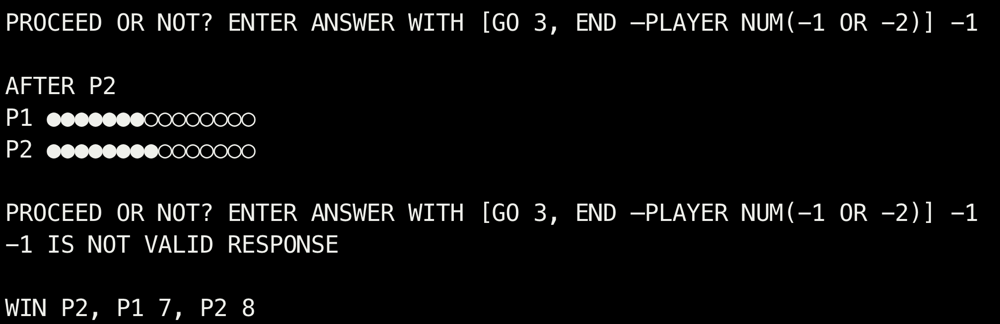 PROCEED OR NOT? ENTER ANSWER WITH [GO 3, END –PLAYER NUM(−1 OR −2)] −1
AFTER P2
P1 ●●●●●●●○○○○○○○○
P2 ●●●●●●●●○○○○○○○
PROCEED OR NOT? ENTER ANSWER WITH [GO 3, END –PLAYER NUM(−1 OR −2)] −1
−1 IS NOT VALID RESPONSE
WIN P2, P1 7, P2 8